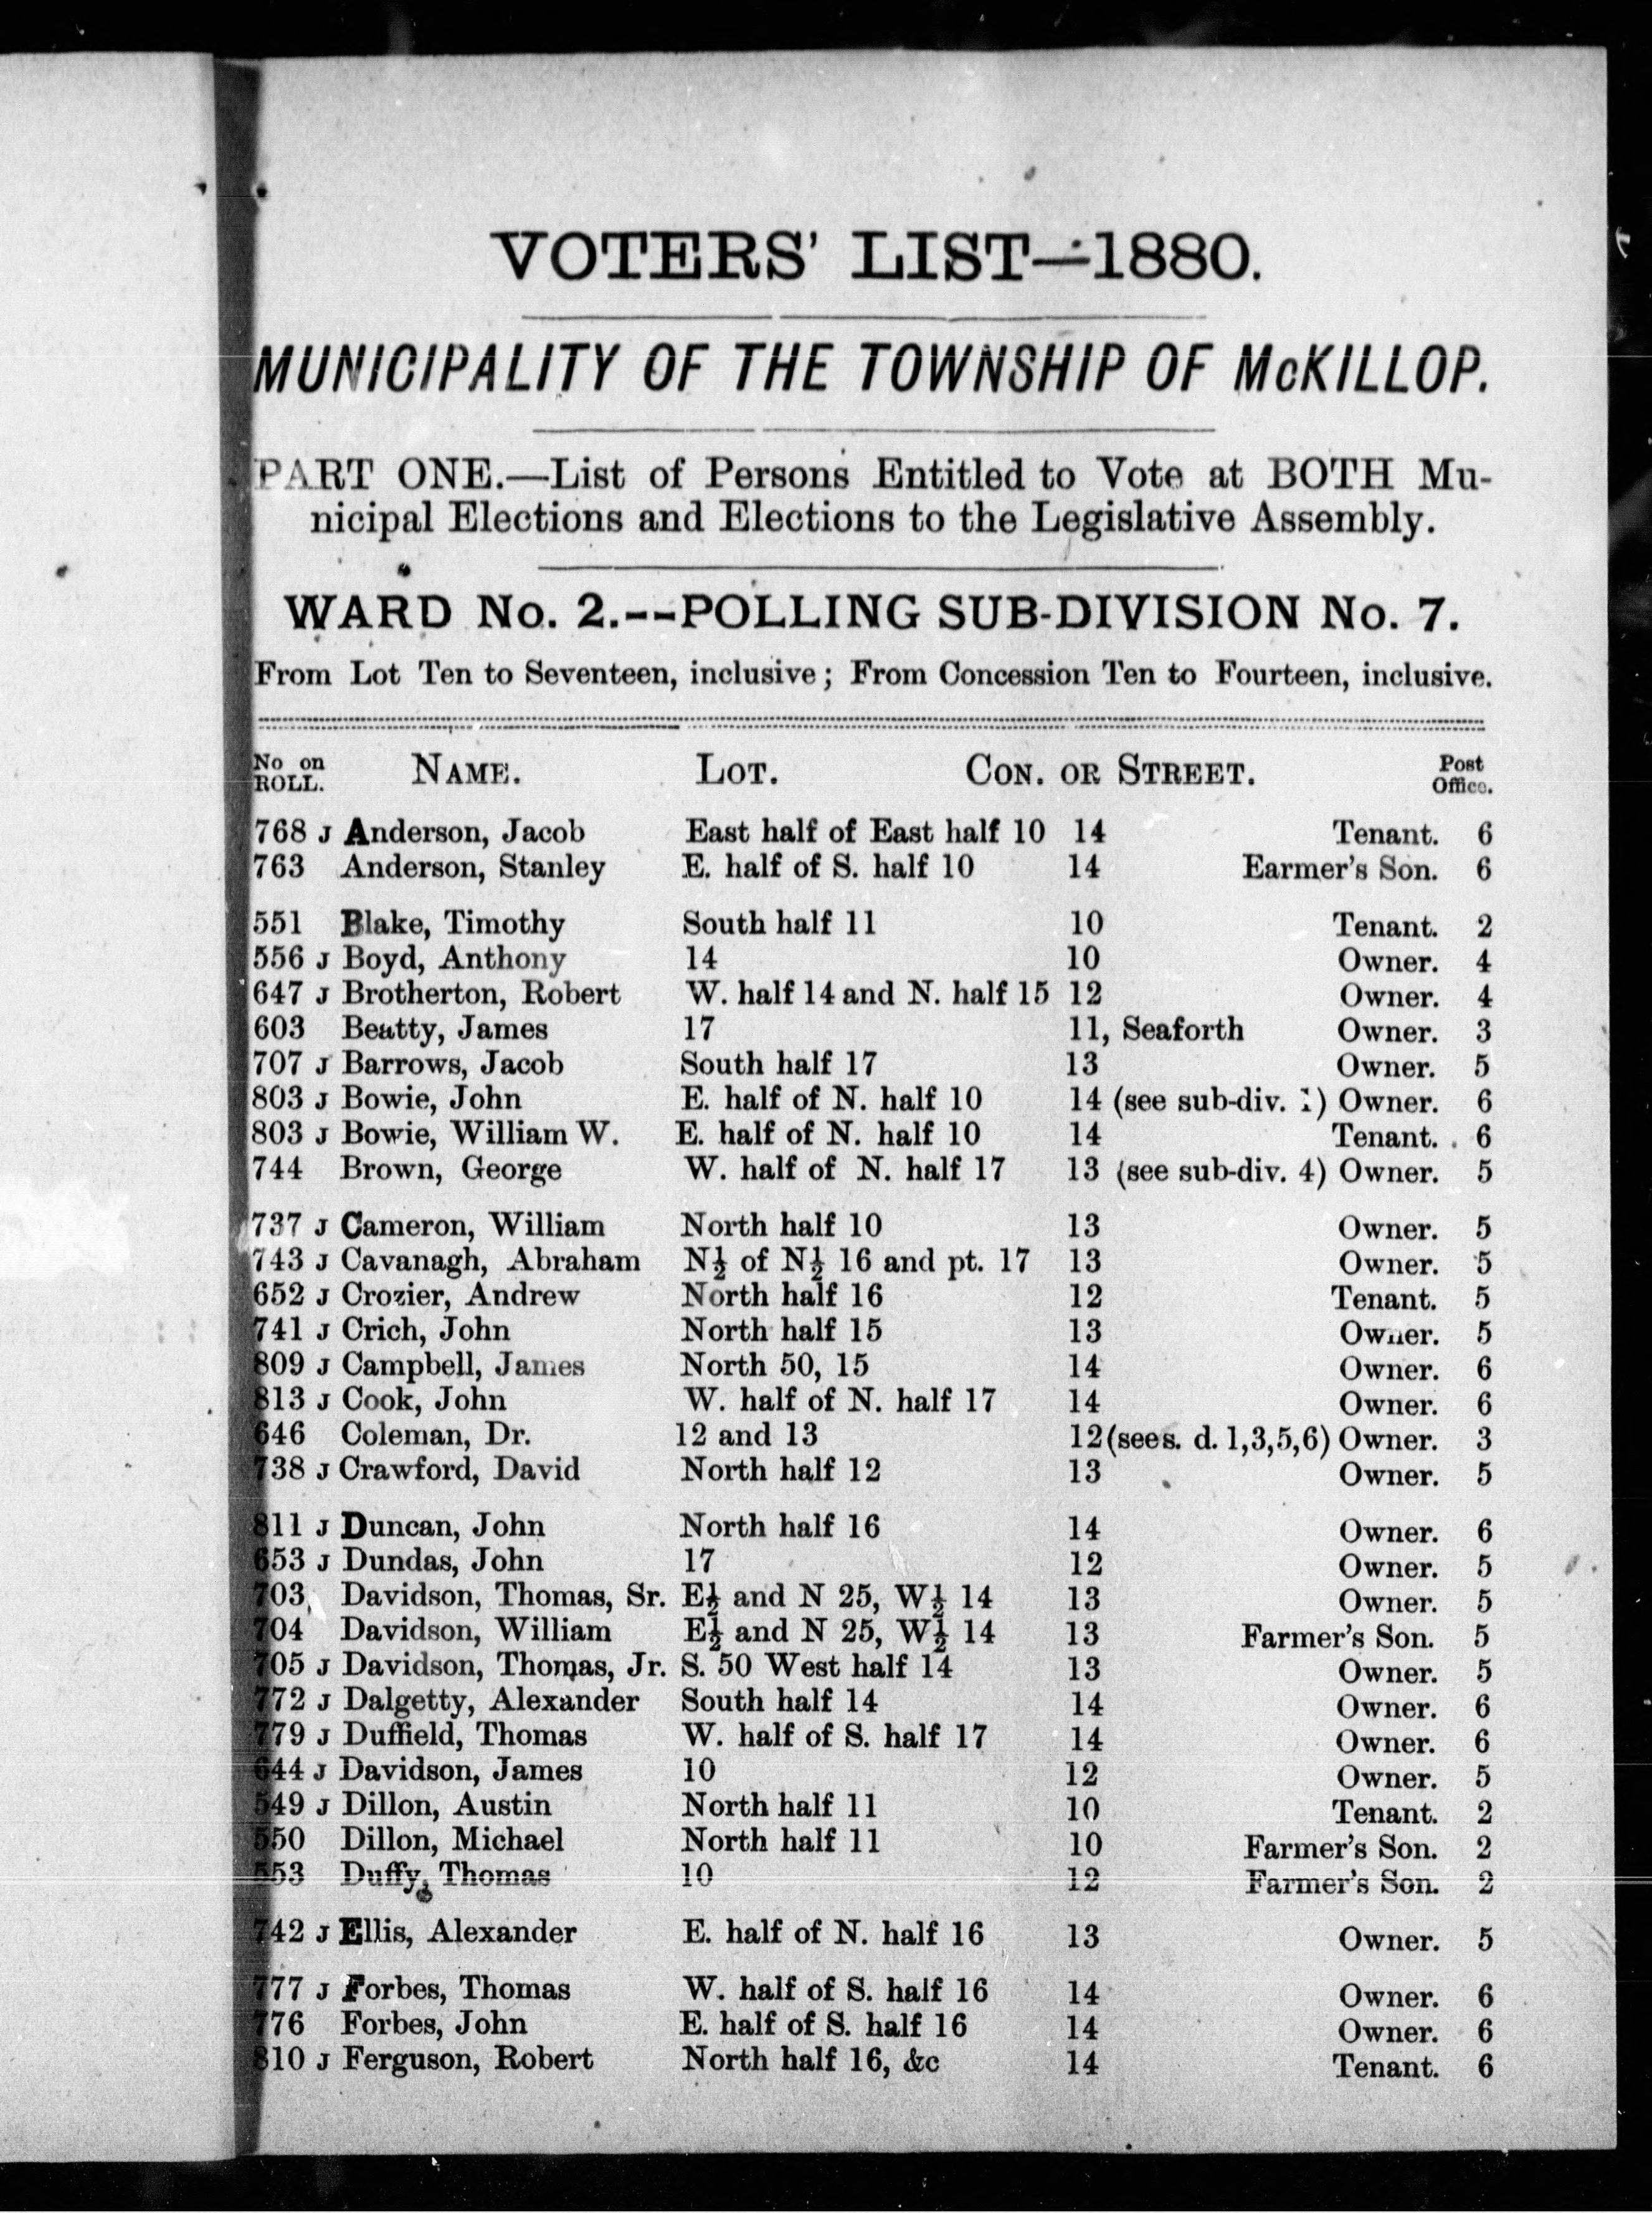 VOTERS' LIST—1880.
MUNICIPALITY OF THE TOWNSHIP OF McKILLOP.
PART ONE.—List of Persons Entitled to Vote at BOTH Mu-
nicipal Elections and Elections to the Legislative Assembly.
WARD No. 2.--POLLING SUB-DIVISION No. 7.
From Lot Ten to Seventeen, inclusive; From Concession Ten to Fourteen, inclusive.
No on ROLL. NAME. LOT. CON. OR STREET. Post Office.
768 J Anderson, Jacob East half of East half 10 14 Tenant. 6
763 Anderson, Stanley E. half of S. half 10 14 Earmer's Son. 6
551 Blake, Timothy South half 11 10 Tenant. 2
556 J Boyd, Anthony 14 10 Owner. 4
647 J Brotherton, Robert W. half 14 and N. half 15 12 Owner. 4
603 Beatty, James 17 11, Seaforth Owner. 3
707 J Barrows, Jacob South half 17 13 Owner. 5
803 J Bowie, John E. half of N. half 10 14 (see sub-div. 1) Owner. 6
803 J Bowie, William W. E. half of N. half 10 14 Tenant. 6
744 Brown, George W. half of N. half 17 13 (see sub-div. 4) Owner. 5
737 J Cameron, William North half 10 13 Owner. 5
743 J Cavanagh, Abraham N½ of N½ 16 and pt. 17 13 Owner. 5
652 J Crozier, Andrew North half 16 12 Tenant. 5
741 J Crich, John North half 15 13 Owner. 5
809 J Campbell, James North 50, 15 14 Owner. 6
813 J Cook, John W. half of N. half 17 14 Owner. 6
646 Coleman, Dr. 12 and 13 12 (see s. d. 1,3,5,6) Owner. 3
738 J Crawford, David North half 12 13 Owner. 5
811 J Duncan, John North half 16 14 Owner. 6
653 J Dundas, John 17 12 Owner. 5
703 Davidson, Thomas, Sr. E½ and N 25, W½ 14 13 Owner. 5
704 Davidson, William E½ and N 25, W½ 14 13 Farmer's Son. 5
705 J Davidson, Thomas, Jr. S. 50 West half 14 13 Owner. 5
772 J Dalgetty, Alexander South half 14 14 Owner. 6
779 J Duffield, Thomas W. half of S. half 17 14 Owner. 6
644 J Davidson, James 10 12 Owner. 5
549 J Dillon, Austin North half 11 10 Tenant. 2
550 Dillon, Michael North half 11 10 Farmer's Son. 2
553 Duffy, Thomas 10 12 Farmer's Son. 2
742 J Ellis, Alexander E. half of N. half 16 13 Owner. 5
777 J Forbes, Thomas W. half of S. half 16 14 Owner. 6
776 Forbes, John E. half of S. half 16 14 Owner. 6
810 J Ferguson, Robert North half 16, &c 14 Tenant. 6